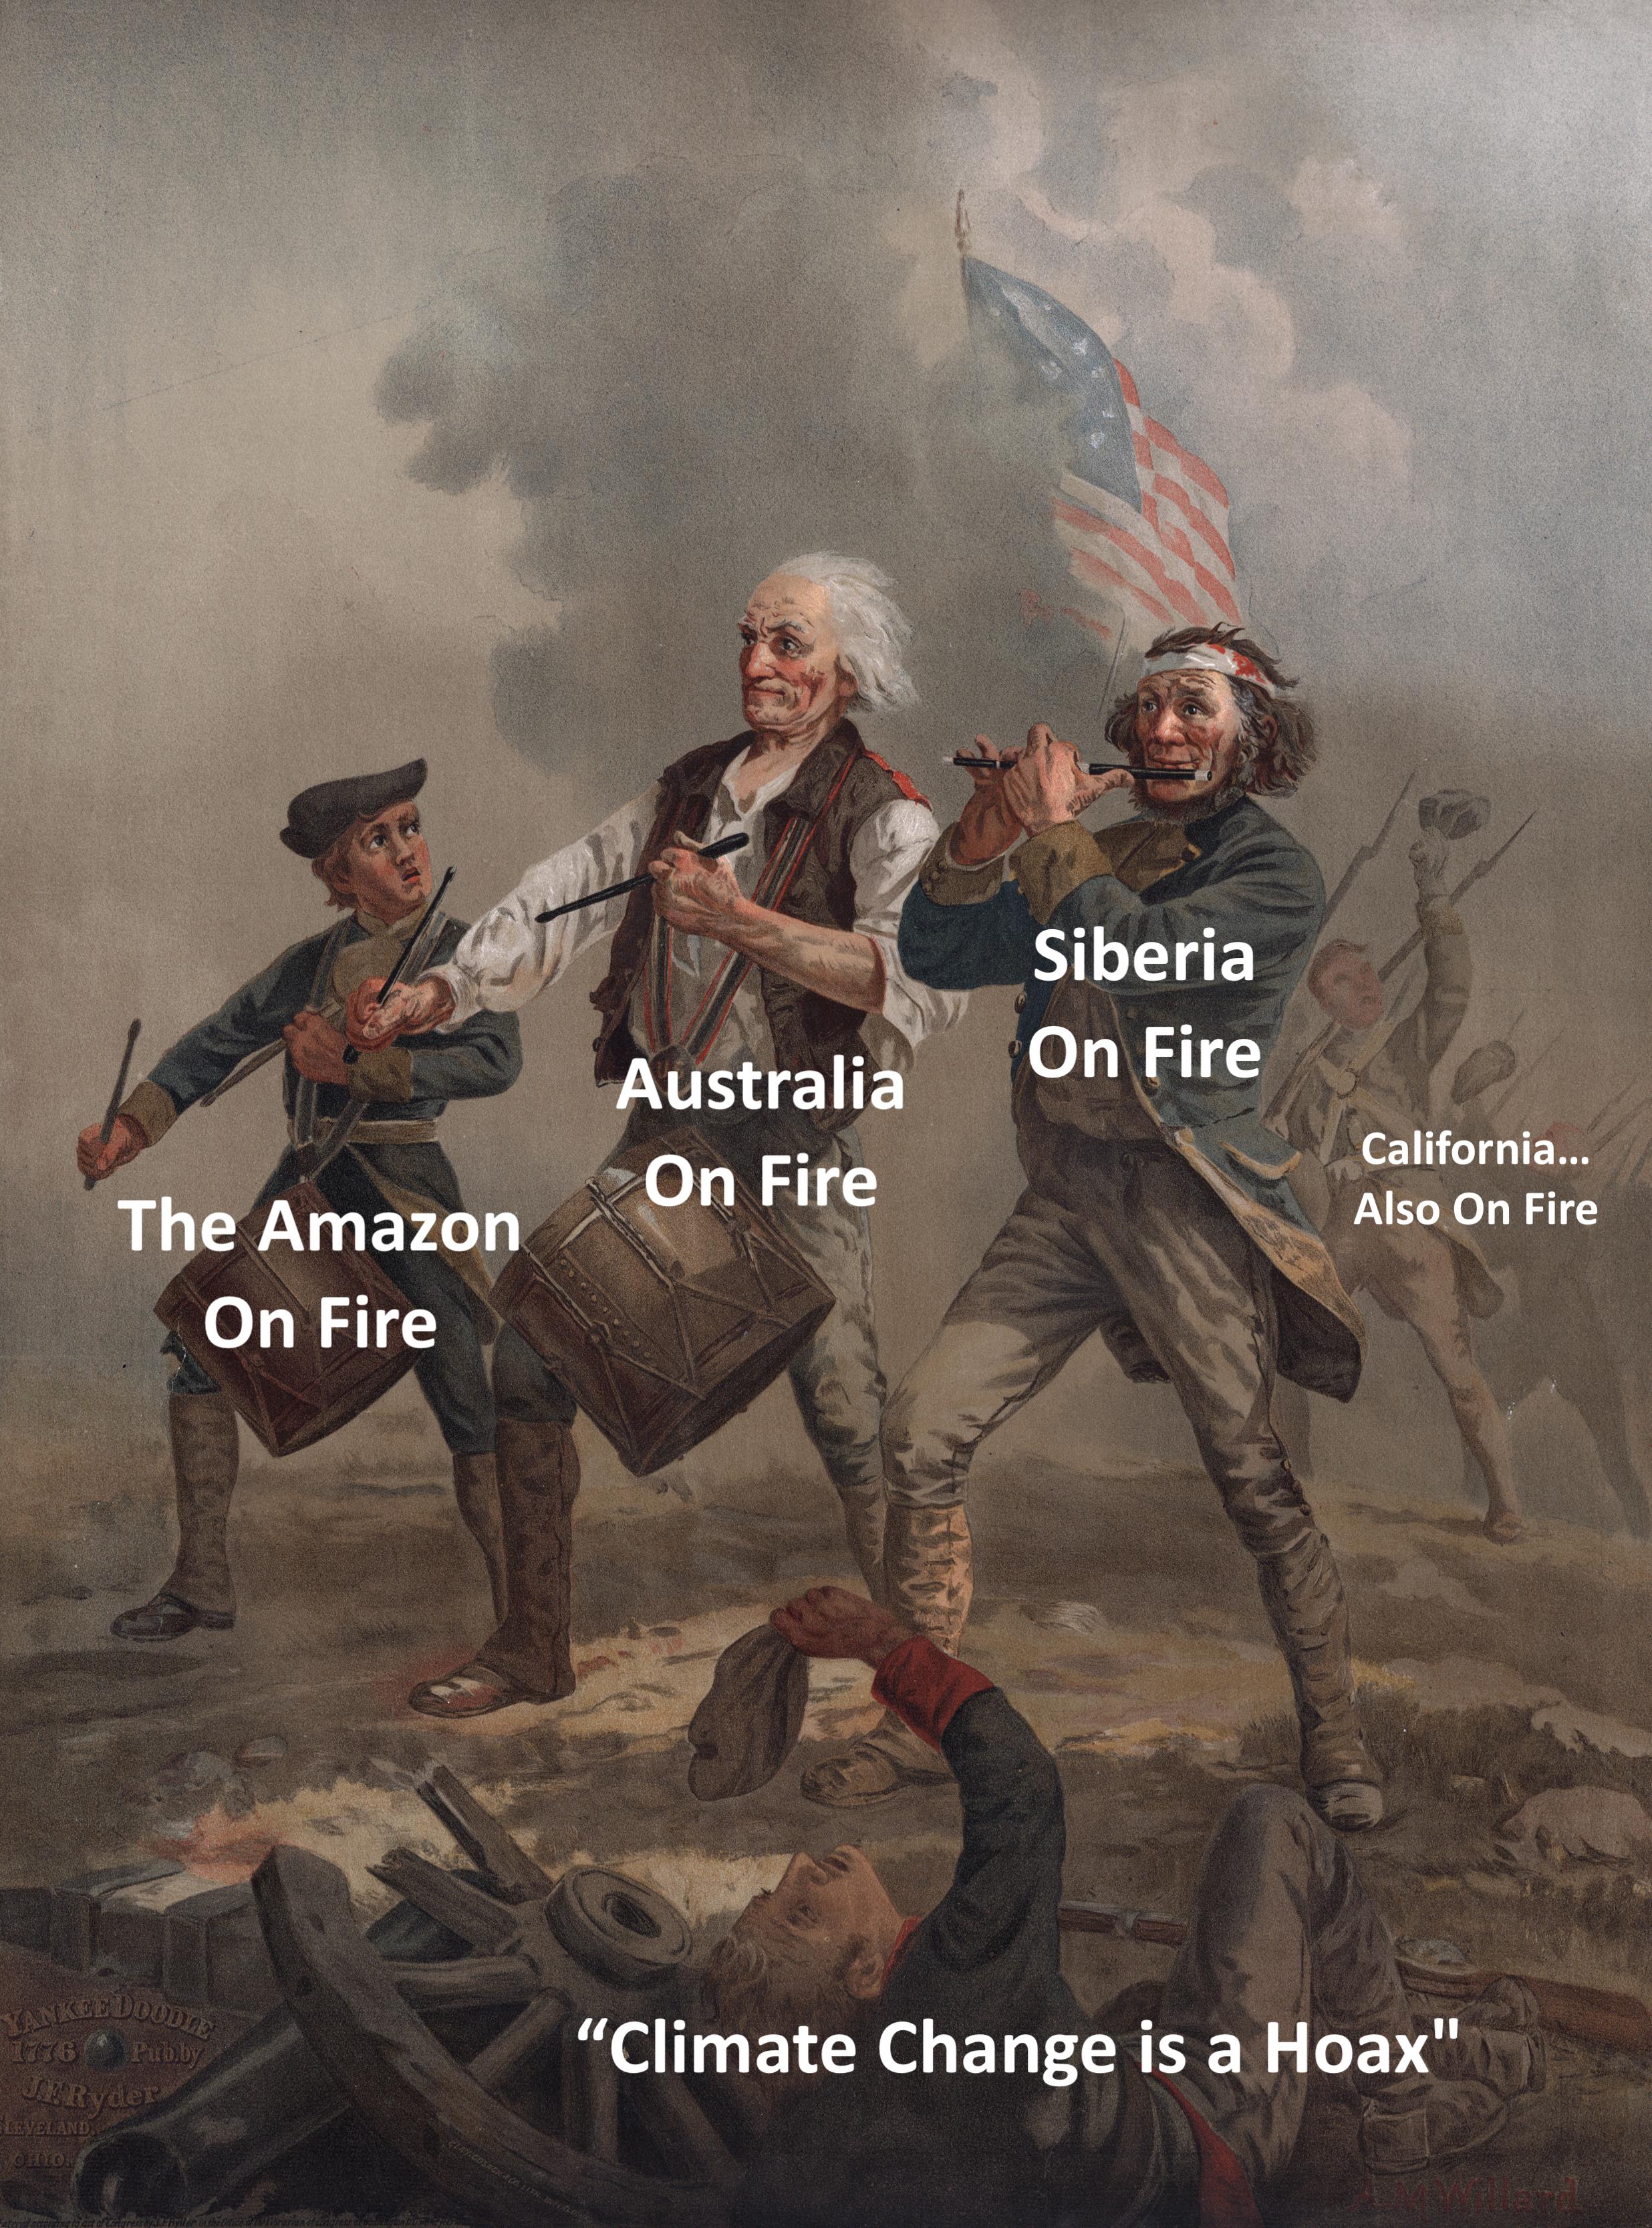 Siberia
On Fire
Australia
On Fire
California...
Also On Fire
The Amazon
On Fire
“Climate Change is a Hoax"
YANKEE DOODLE
1776 Pub.by
J.F.Ryder
CLEVELAND,
OHIO.
A.M.Willard